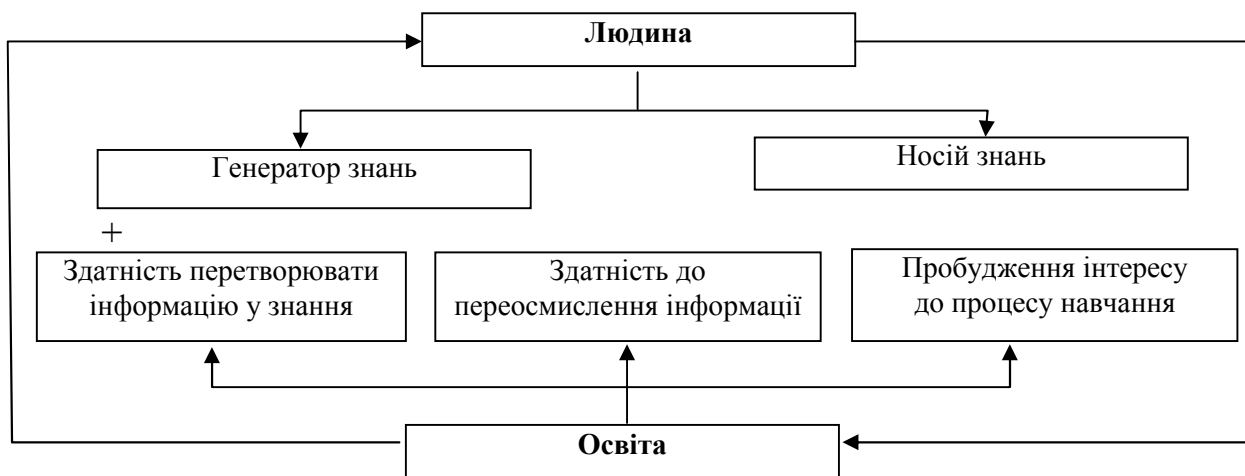 Людина
Генератор знань
Носій знань
+
Здатність перетворювати
інформацію у знання
Здатність до
переосмислення інформації
Пробудження інтересу
до процесу навчання
Освіта